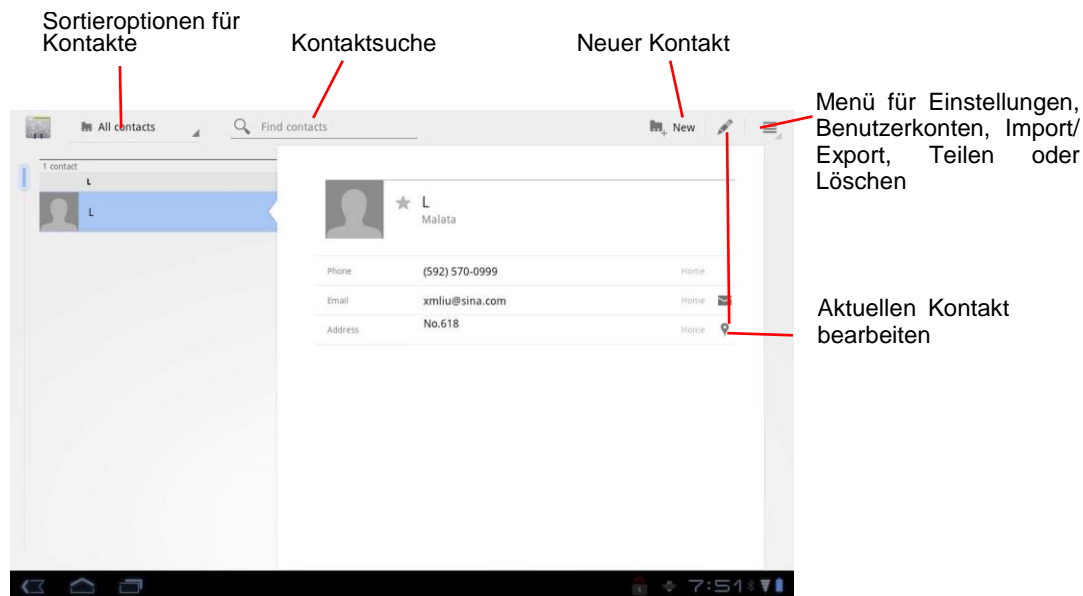 Sortieroptionen für
Kontakte
Kontaktsuche
Neuer Kontakt
Menü für Einstellungen,
Benutzerkonten, Import/
Export, Teilen oder
Löschen
All contacts
Find contacts
New
1 contact
L
L
L
Malata
Phone (592) 570-0999 Home
Email xmliu@sina.com Home
Address No.618 Home
Aktuellen Kontakt
bearbeiten
7:51